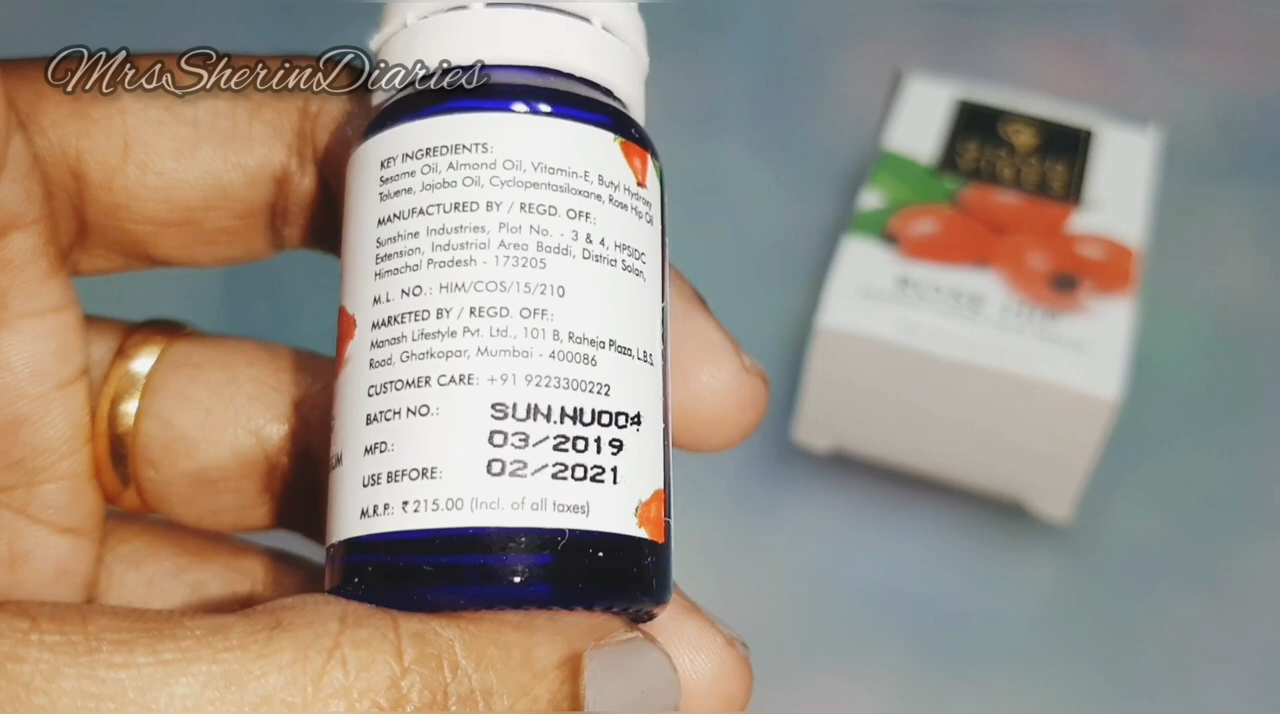 MrsSherinDiaries
KEY INGREDIENTS:
Sesame Oil, Almond Oil, Vitamin-E, Butyl Hydroxy
Toluene, Jojoba Oil, Cyclopentasiloxane, Rose Hip Oil
MANUFACTURED BY / REGD. OFF.:
Sunshine Industries, Plot No. - 3 & 4, HPSIDC
Extension, Industrial Area Baddi, District Solan,
Himachal Pradesh - 173205
M.L. NO.: HIM/COS/15/210
MARKETED BY / REGD. OFF.:
Manash Lifestyle Pvt. Ltd., 101 B, Raheja Plaza, L.B.S.
Road, Ghatkopar, Mumbai - 400086
CUSTOMER CARE: +91 9223300222
BATCH NO.: SUN.NU004
MFD.: 03/2019
USE BEFORE: 02/2021
M.R.P.: ₹ 215.00 (Incl. of all taxes)
GOOD
VIBES
ROSE HIP